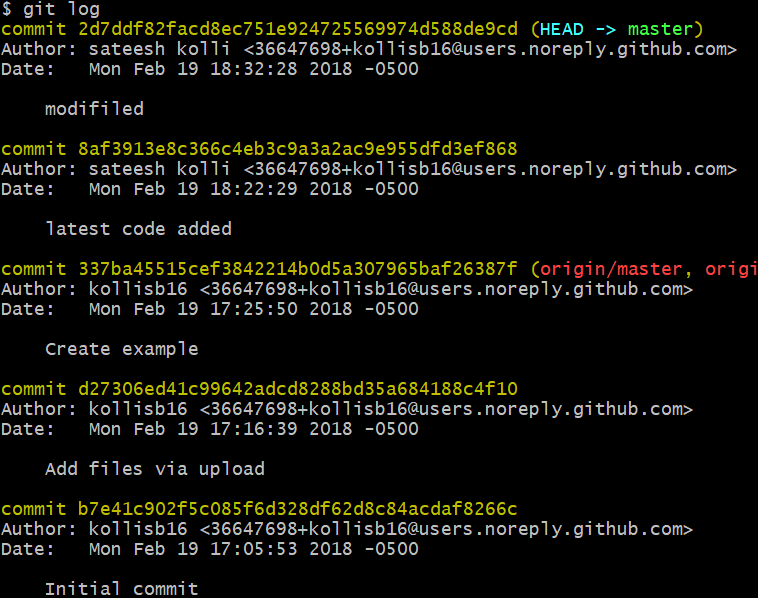 $ git log
commit 2d7ddf82facd8ec751e924725569974d588de9cd (HEAD -> master)
Author: sateesh kolli <36647698+kollisb16@users.noreply.github.com>
Date:   Mon Feb 19 18:32:28 2018 -0500
modifiled
commit 8af3913e8c366c4eb3c9a3a2ac9e955dfd3ef868
Author: sateesh kolli <36647698+kollisb16@users.noreply.github.com>
Date:   Mon Feb 19 18:22:29 2018 -0500
latest code added
commit 337ba45515cef3842214b0d5a307965baf26387f (origin/master, origi
Author: kollisb16 <36647698+kollisb16@users.noreply.github.com>
Date:   Mon Feb 19 17:25:50 2018 -0500
Create example
commit d27306ed41c99642adcd8288bd35a684188c4f10
Author: kollisb16 <36647698+kollisb16@users.noreply.github.com>
Date:   Mon Feb 19 17:16:39 2018 -0500
Add files via upload
commit b7e41c902f5c085f6d328df62d8c84acdaf8266c
Author: kollisb16 <36647698+kollisb16@users.noreply.github.com>
Date:   Mon Feb 19 17:05:53 2018 -0500
Initial commit